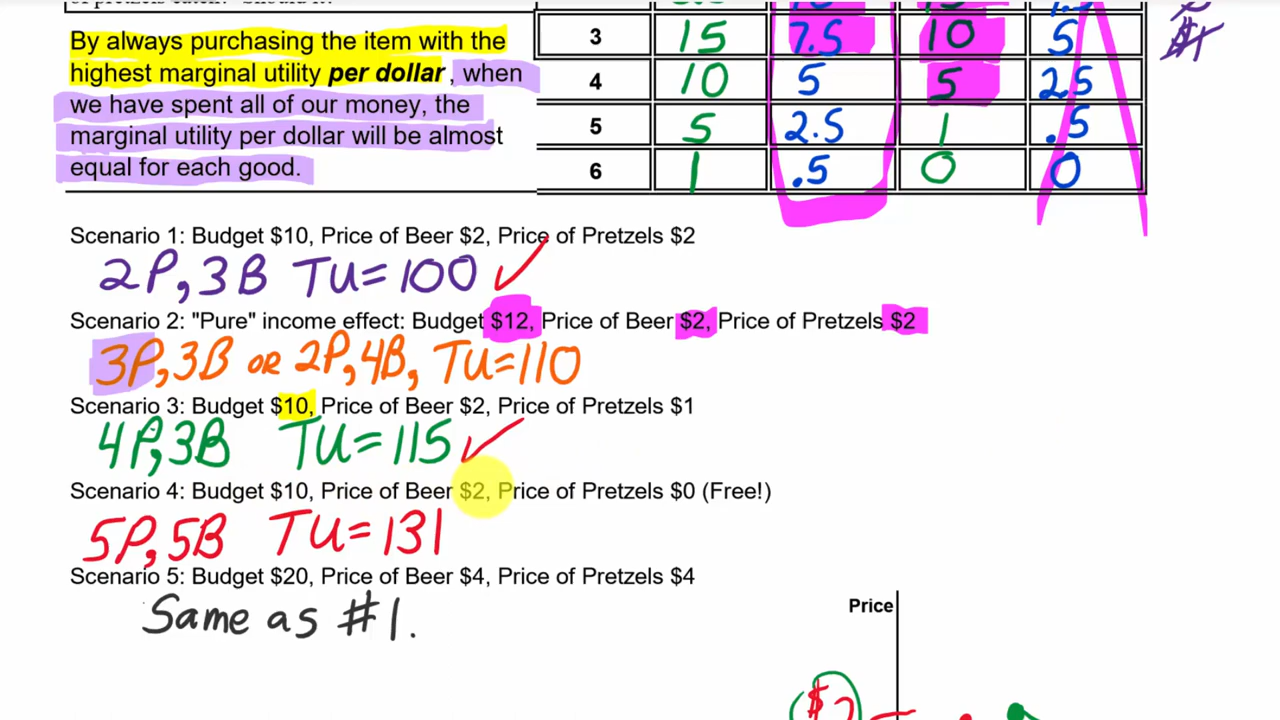 By always purchasing the item with the
highest marginal utility per dollar, when
we have spent all of our money, the
marginal utility per dollar will be almost
equal for each good.
3 15 7.5 10 5
4 10 5 5 2.5
5 5 2.5 1 .5
6 1 .5 0 0
$1
Scenario 1: Budget $10, Price of Beer $2, Price of Pretzels $2
2P, 3B TU=100
Scenario 2: "Pure" income effect: Budget $12, Price of Beer $2, Price of Pretzels $2
3P, 3B OR 2P, 4B, TU=110
Scenario 3: Budget $10, Price of Beer $2, Price of Pretzels $1
4P, 3B TU=115
Scenario 4: Budget $10, Price of Beer $2, Price of Pretzels $0 (Free!)
5P, 5B TU=131
Scenario 5: Budget $20, Price of Beer $4, Price of Pretzels $4
Same as #1.
Price
$2